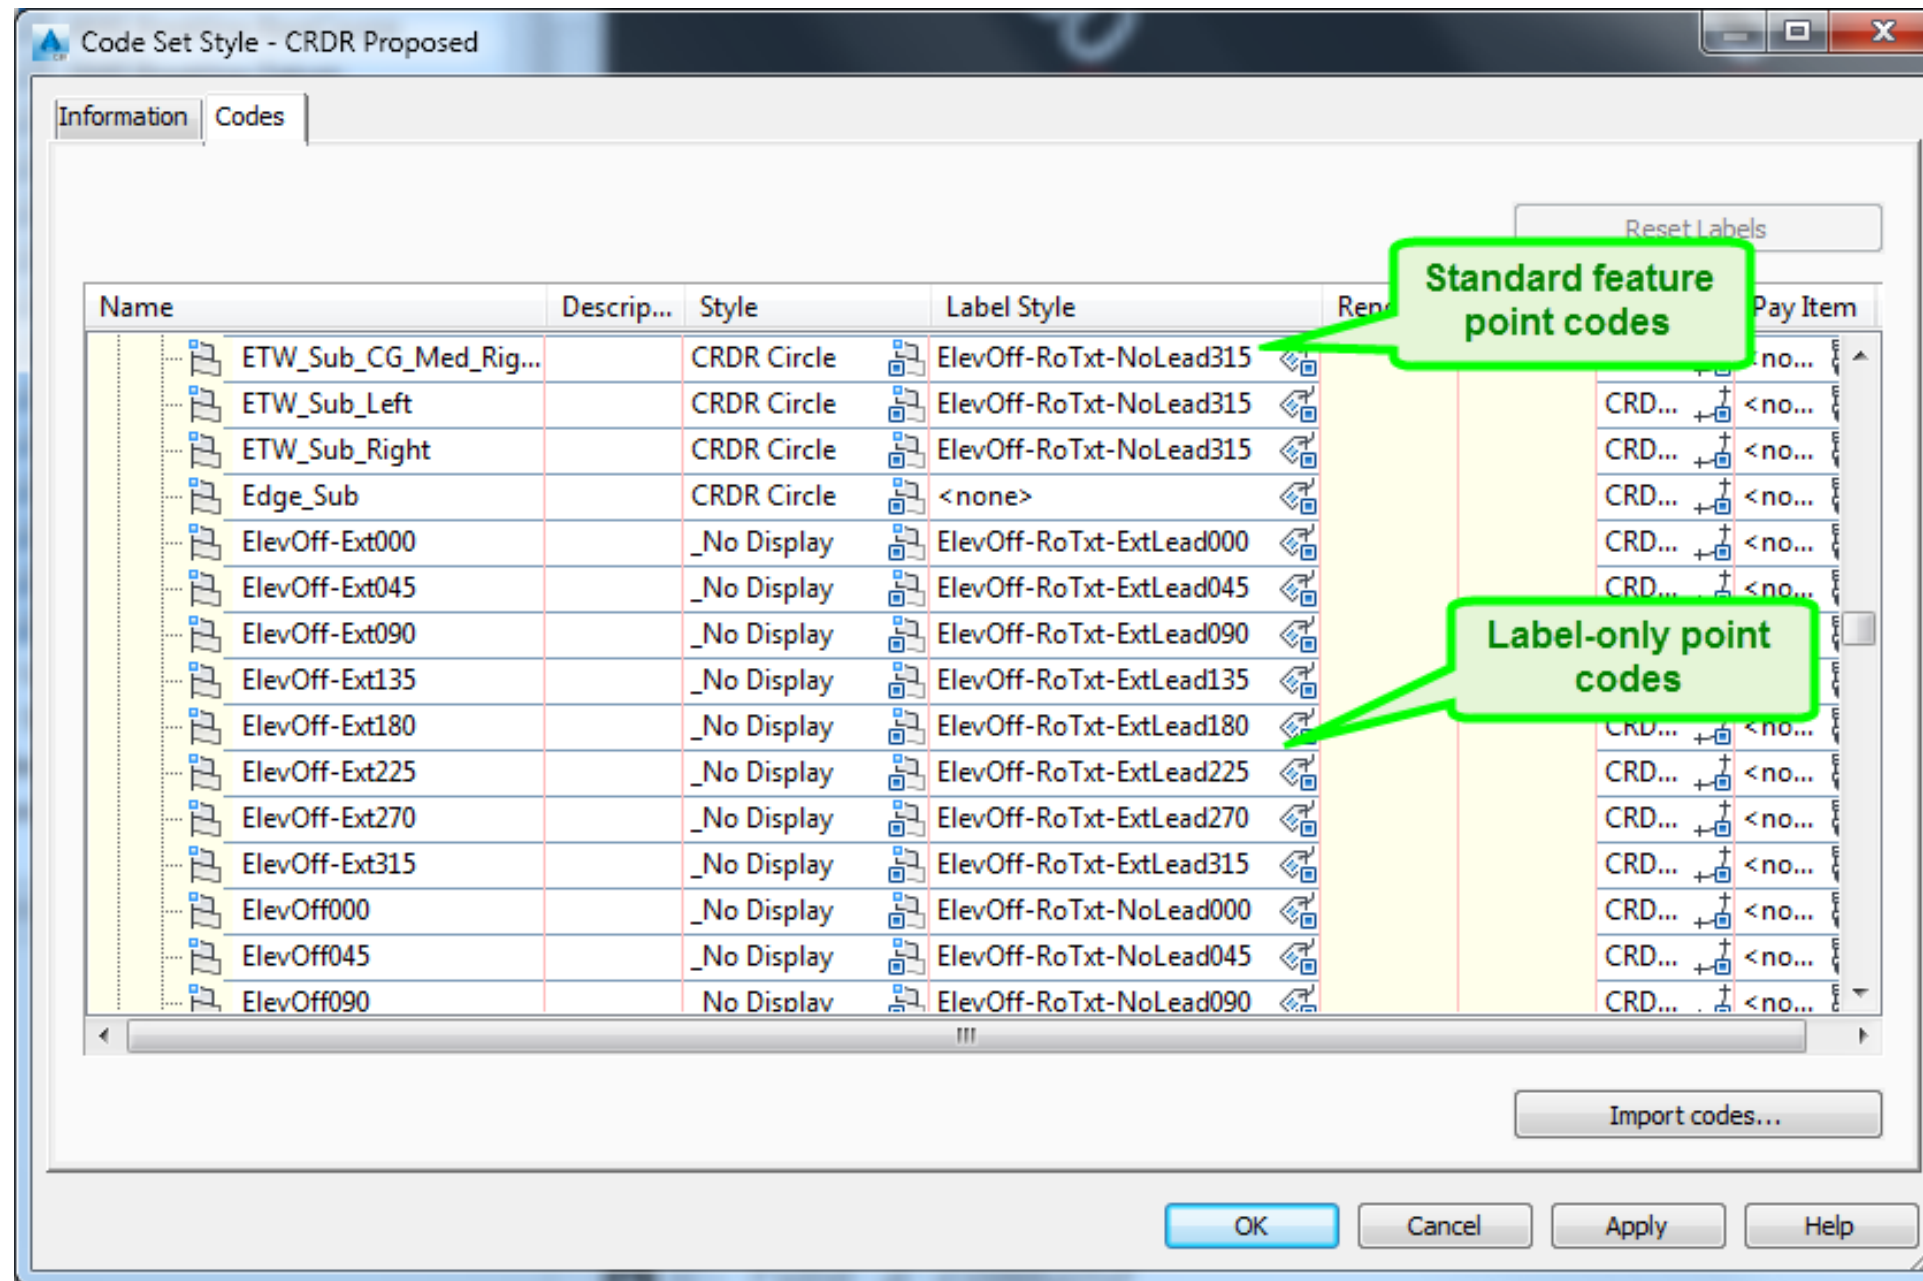 Code Set Style - CRDR Proposed
Information Codes
Reset Labels
Standard feature
point codes
Name Descrip... Style Label Style Pay Item
ETW_Sub_CG_Med_Rig... CRDR Circle ElevOff-RoTxt-NoLead315 <no...
ETW_Sub_Left CRDR Circle ElevOff-RoTxt-NoLead315 CRD... <no...
ETW_Sub_Right CRDR Circle ElevOff-RoTxt-NoLead315 CRD... <no...
Edge_Sub CRDR Circle <none> CRD... <no...
ElevOff-Ext000 _No Display ElevOff-RoTxt-ExtLead000 CRD... <no...
ElevOff-Ext045 _No Display ElevOff-RoTxt-ExtLead045 CRD... <no...
ElevOff-Ext090 _No Display ElevOff-RoTxt-ExtLead090
Label-only point
codes
ElevOff-Ext135 _No Display ElevOff-RoTxt-ExtLead135
ElevOff-Ext180 _No Display ElevOff-RoTxt-ExtLead180 CRD... <no...
ElevOff-Ext225 _No Display ElevOff-RoTxt-ExtLead225 CRD... <no...
ElevOff-Ext270 _No Display ElevOff-RoTxt-ExtLead270 CRD... <no...
ElevOff-Ext315 _No Display ElevOff-RoTxt-ExtLead315 CRD... <no...
ElevOff000 _No Display ElevOff-RoTxt-NoLead000 CRD... <no...
ElevOff045 _No Display ElevOff-RoTxt-NoLead045 CRD... <no...
ElevOff090 _No Display ElevOff-RoTxt-NoLead090 CRD... <no...
Import codes...
OK Cancel Apply Help